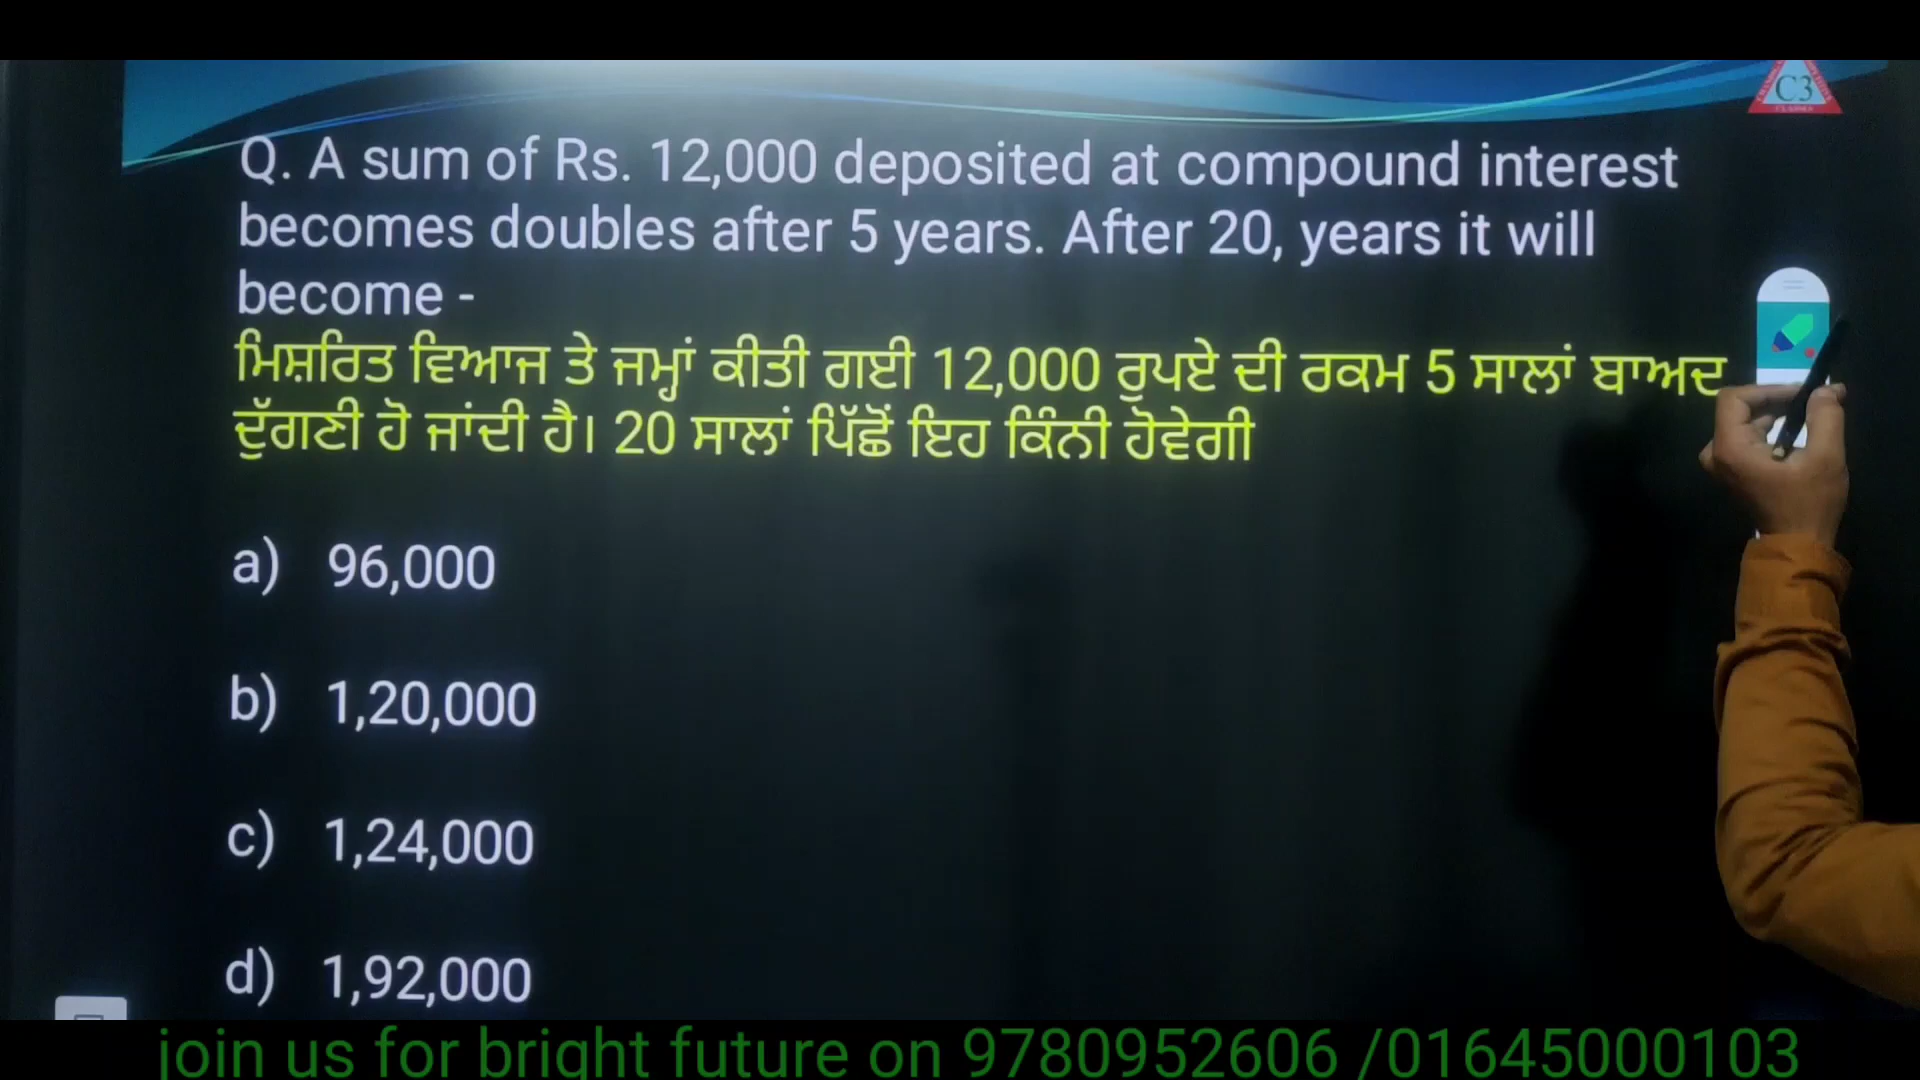 C3
Q. A sum of Rs. 12,000 deposited at compound interest
becomes doubles after 5 years. After 20, years it will
become -
ਮਿਸ਼ਰਿਤ ਵਿਆਜ ਤੇ ਜਮ੍ਹਾਂ ਕੀਤੀ ਗਈ 12,000 ਰੁਪਏ ਦੀ ਰਕਮ 5 ਸਾਲਾਂ ਬਾਅਦ
ਦੁੱਗਣੀ ਹੋ ਜਾਂਦੀ ਹੈ। 20 ਸਾਲਾਂ ਪਿੱਛੋਂ ਇਹ ਕਿੰਨੀ ਹੋਵੇਗੀ
a) 96,000
b) 1,20,000
c) 1,24,000
d) 1,92,000
join us for bright future on 9780952606 /01645000103